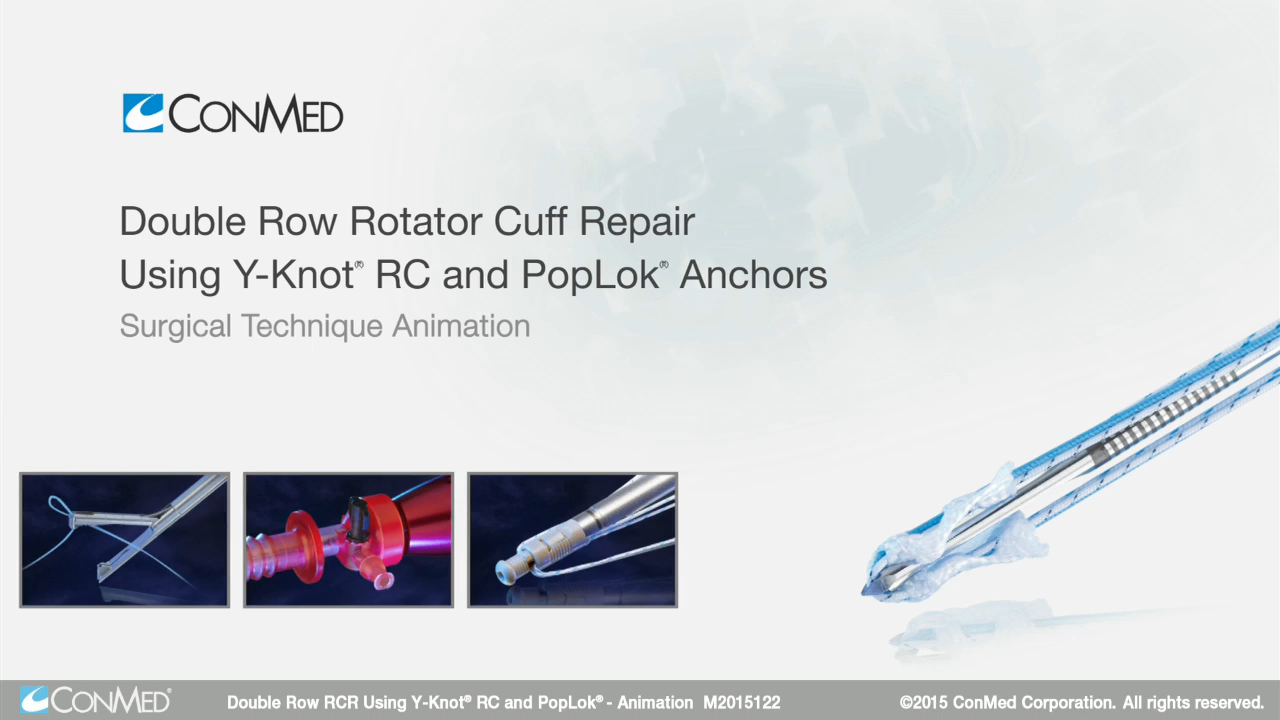 CONMED
Double Row Rotator Cuff Repair
Using Y-Knot® RC and PopLok® Anchors
Surgical Technique Animation
CONMED® Double Row RCR Using Y-Knot® RC and PopLok® - Animation M2015122 ©2015 ConMed Corporation. All rights reserved.